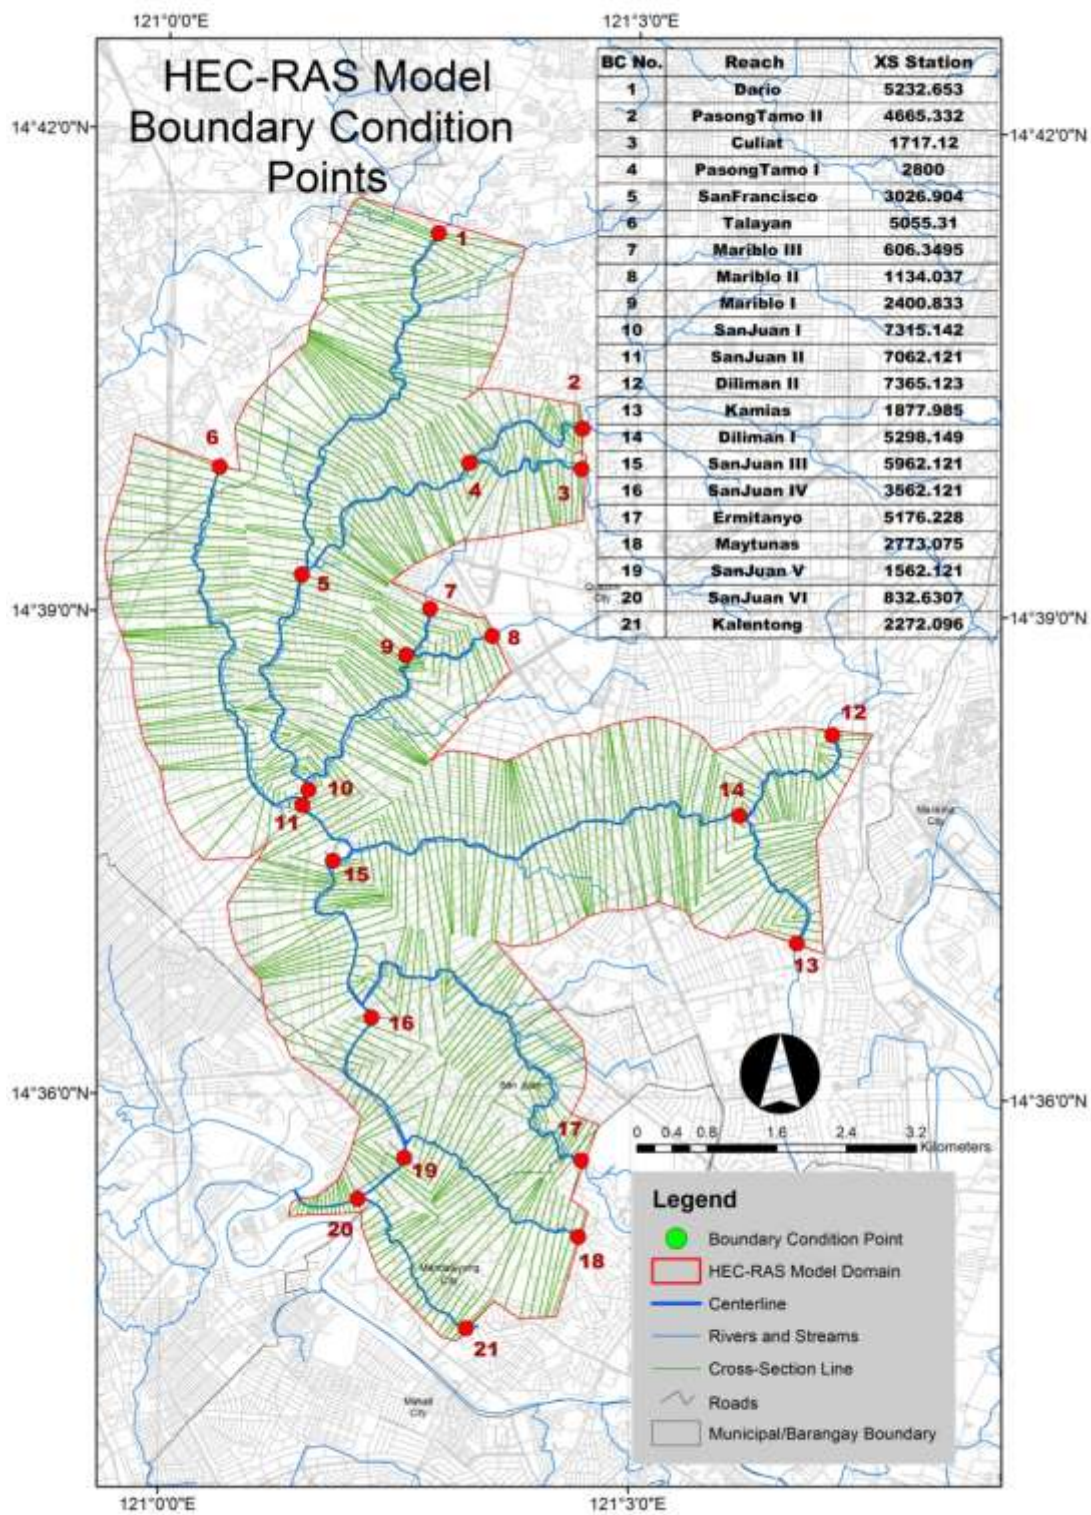 121°0'0"E 121°3'0"E
HEC-RAS Model
Boundary Condition
Points
BC No. Reach XS Station
1 Dario 5232.653
2 PasongTamo II 4665.332
3 Culiat 1717.12
4 PasongTamo I 2800
5 SanFrancisco 3026.904
6 Talayan 5055.31
7 Mariblo III 606.3495
8 Mariblo II 1134.037
9 Mariblo I 2400.833
10 SanJuan I 7315.142
11 SanJuan II 7062.121
12 Diliman II 7365.123
13 Kamias 1877.985
14 Diliman I 5298.149
15 SanJuan III 5962.121
16 SanJuan IV 3562.121
17 Ermitanyo 5176.228
18 Maytunas 2773.075
19 SanJuan V 1562.121
20 SanJuan VI 832.6307
21 Kalentong 2272.096
14°42'0"N 14°42'0"N
1
2
6
4
3
5
14°39'0"N 14°39'0"N
7
8
9
12
10
14
11
Marikina
City
15
13
16
San Juan
14°36'0"N 14°36'0"N
17
19
20
18
Mandaluyong
City
21
Makati
City
0 0.4 0.8 1.6 2.4 3.2
Kilometers
Legend
Boundary Condition Point
HEC-RAS Model Domain
Centerline
Rivers and Streams
Cross-Section Line
Roads
Municipal/Barangay Boundary
121°0'0"E 121°3'0"E